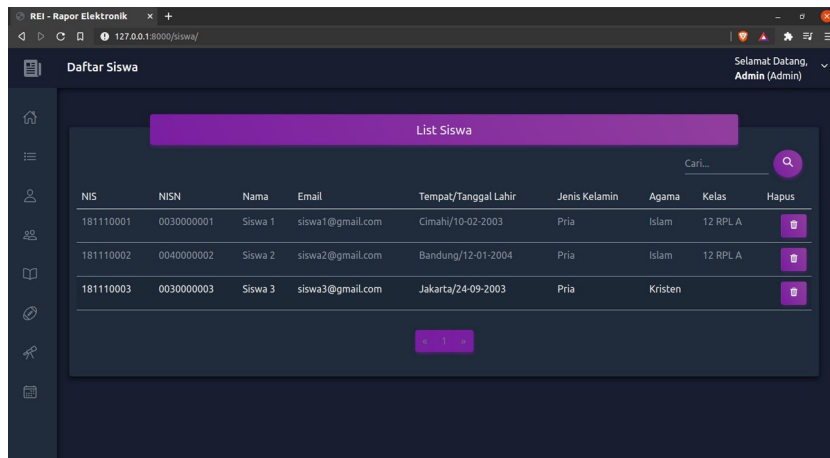 REI - Rapor Elektronik × +
127.0.0.1:8000/siswa/
Daftar Siswa
Selamat Datang,
Admin (Admin)
List Siswa
Cari...
NIS NISN Nama Email Tempat/Tanggal Lahir Jenis Kelamin Agama Kelas Hapus
181110001 0030000001 Siswa 1 siswa1@gmail.com Cimahi/10-02-2003 Pria Islam 12 RPL A
181110002 0040000002 Siswa 2 siswa2@gmail.com Bandung/12-01-2004 Pria Islam 12 RPL A
181110003 0030000003 Siswa 3 siswa3@gmail.com Jakarta/24-09-2003 Pria Kristen
« 1 »